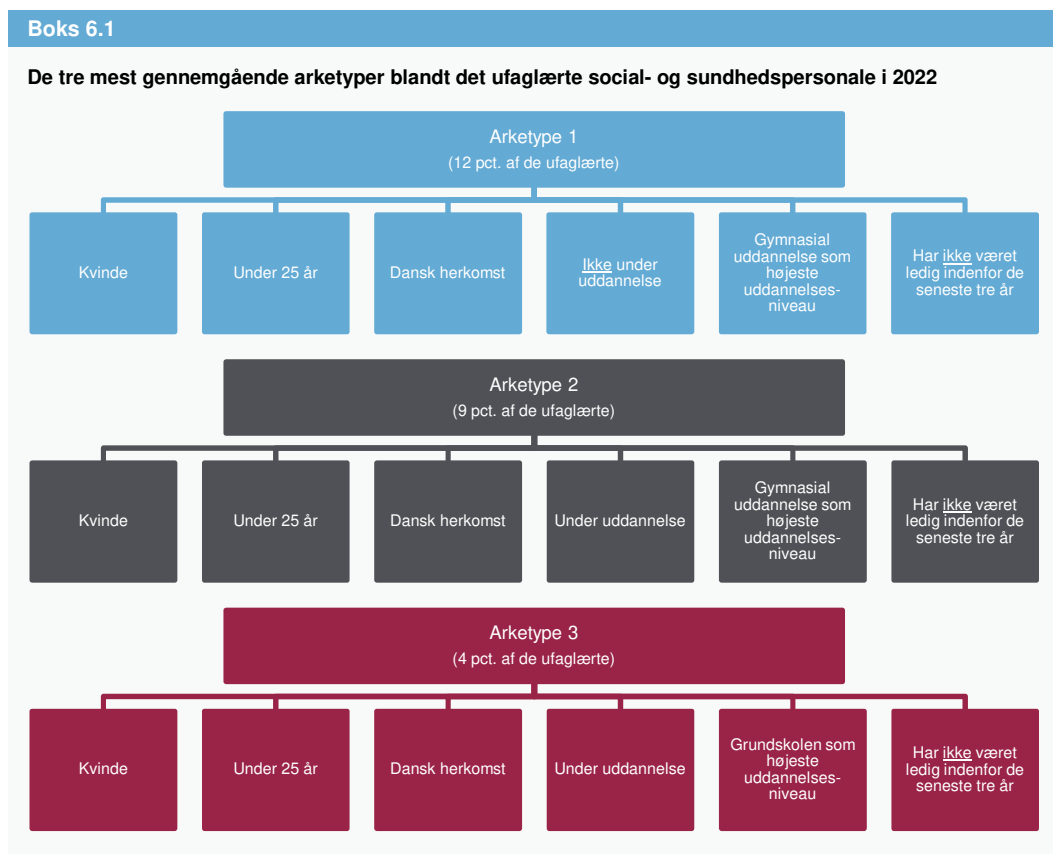 Boks 6.1
De tre mest gennemgående arketyper blandt det ufaglærte social- og sundhedspersonale i 2022
Arketype 1
(12 pct. af de ufaglærte)
Kvinde
Under 25 år
Dansk herkomst
Ikke under
uddannelse
Gymnasial
uddannelse som
højeste
uddannelses-
niveau
Har ikke været
ledig indenfor de
seneste tre år
Arketype 2
(9 pct. af de ufaglærte)
Kvinde
Under 25 år
Dansk herkomst
Under uddannelse
Gymnasial
uddannelse som
højeste
uddannelses-
niveau
Har ikke været
ledig indenfor de
seneste tre år
Arketype 3
(4 pct. af de ufaglærte)
Kvinde
Under 25 år
Dansk herkomst
Under uddannelse
Grundskolen som
højeste
uddannelses-
niveau
Har ikke været
ledig indenfor de
seneste tre år